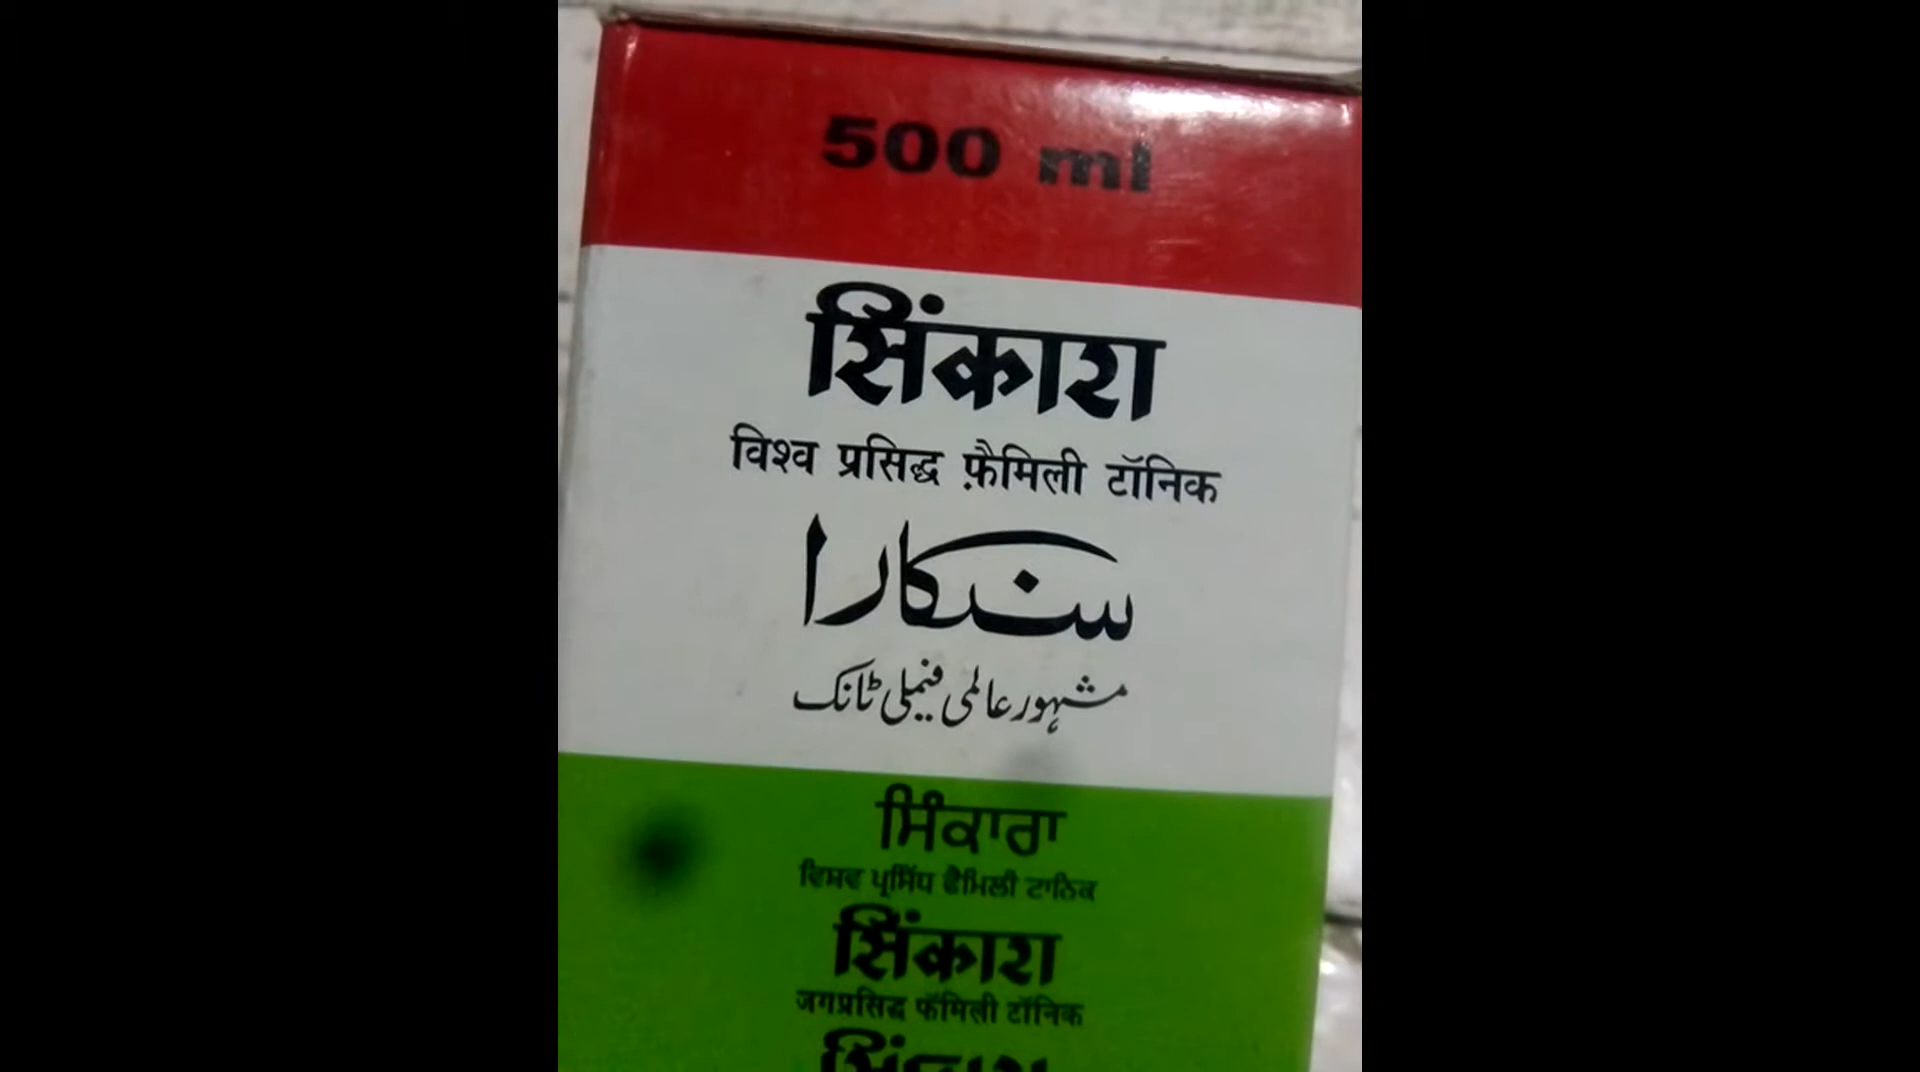 500 ml
सिंकारा
विश्व प्रसिद्ध फ़ैमिली टॉनिक
سنکارا
مشہور عالمی فیملی ٹانک
ਸਿੰਕਾਰਾ
ਵਿਸ਼ਵ ਪ੍ਰਸਿੱਧ ਫੈਮਿਲੀ ਟਾਨਿਕ
सिंकारा
जगप्रसिद्ध फॅमिली टॉनिक